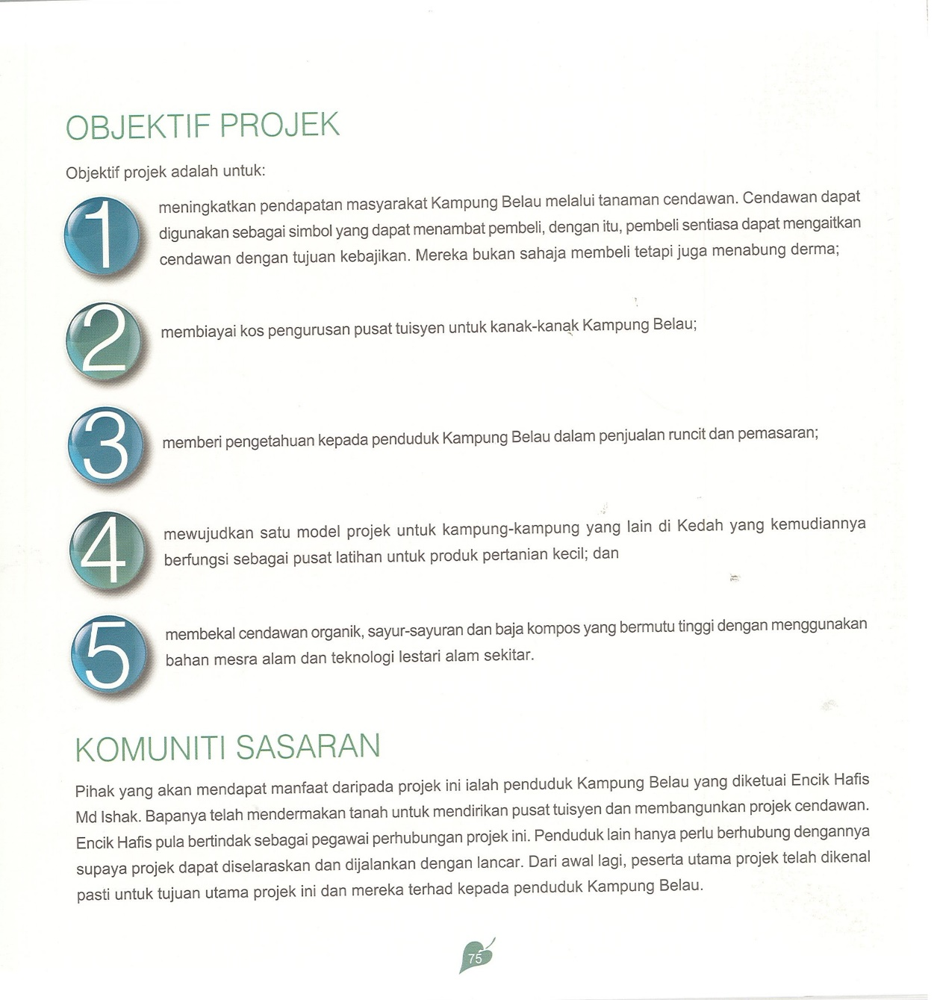 OBJEKTIF PROJEK
Objektif projek adalah untuk:
1
meningkatkan pendapatan masyarakat Kampung Belau melalui tanaman cendawan. Cendawan dapat
digunakan sebagai simbol yang dapat menambat pembeli, dengan itu, pembeli sentiasa dapat mengaitkan
cendawan dengan tujuan kebajikan. Mereka bukan sahaja membeli tetapi juga menabung derma;
2
membiayai kos pengurusan pusat tuisyen untuk kanak-kanak Kampung Belau;
3
memberi pengetahuan kepada penduduk Kampung Belau dalam penjualan runcit dan pemasaran;
4
mewujudkan satu model projek untuk kampung-kampung yang lain di Kedah yang kemudiannya
berfungsi sebagai pusat latihan untuk produk pertanian kecil; dan
5
membekal cendawan organik, sayur-sayuran dan baja kompos yang bermutu tinggi dengan menggunakan
bahan mesra alam dan teknologi lestari alam sekitar.
KOMUNITI SASARAN
Pihak yang akan mendapat manfaat daripada projek ini ialah penduduk Kampung Belau yang diketuai Encik Hafis
Md Ishak. Bapanya telah mendermakan tanah untuk mendirikan pusat tuisyen dan membangunkan projek cendawan.
Encik Hafis pula bertindak sebagai pegawai perhubungan projek ini. Penduduk lain hanya perlu berhubung dengannya
supaya projek dapat diselaraskan dan dijalankan dengan lancar. Dari awal lagi, peserta utama projek telah dikenal
pasti untuk tujuan utama projek ini dan mereka terhad kepada penduduk Kampung Belau.
75